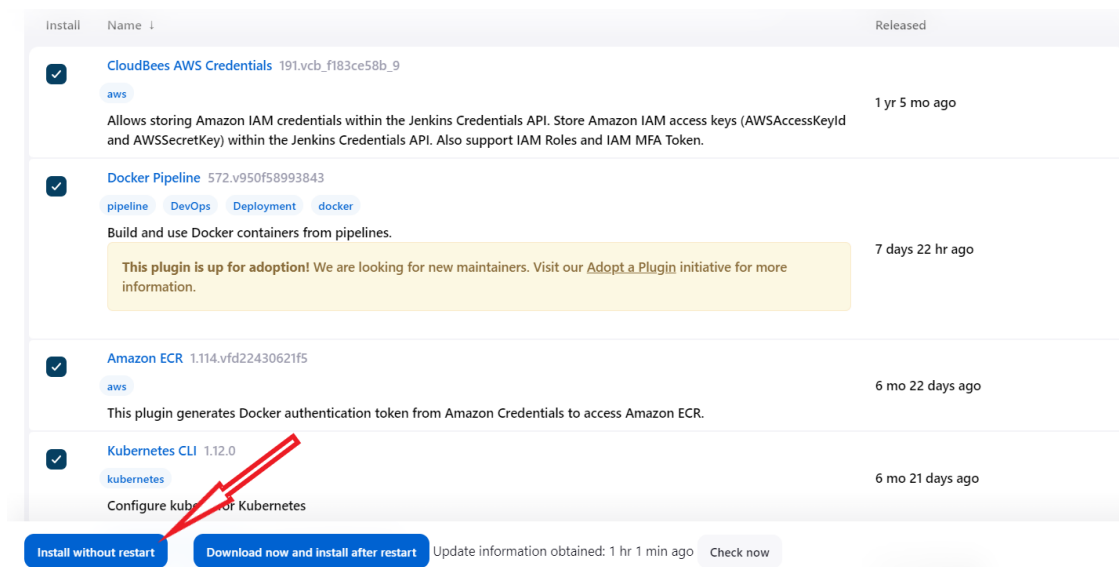 Install Name ↓ Released
CloudBees AWS Credentials 191.vcb_f183ce58b_9
aws
1 yr 5 mo ago
Allows storing Amazon IAM credentials within the Jenkins Credentials API. Store Amazon IAM access keys (AWSAccessKeyId
and AWSSecretKey) within the Jenkins Credentials API. Also support IAM Roles and IAM MFA Token.
Docker Pipeline 572.v950f58993843
pipeline DevOps Deployment docker
Build and use Docker containers from pipelines.
7 days 22 hr ago
This plugin is up for adoption! We are looking for new maintainers. Visit our Adopt a Plugin initiative for more
information.
Amazon ECR 1.114.vfd22430621f5
aws
6 mo 22 days ago
This plugin generates Docker authentication token from Amazon Credentials to access Amazon ECR.
Kubernetes CLI 1.12.0
kubernetes
6 mo 21 days ago
Configure for Kubernetes
Install without restart Download now and install after restart Update information obtained: 1 hr 1 min ago Check now